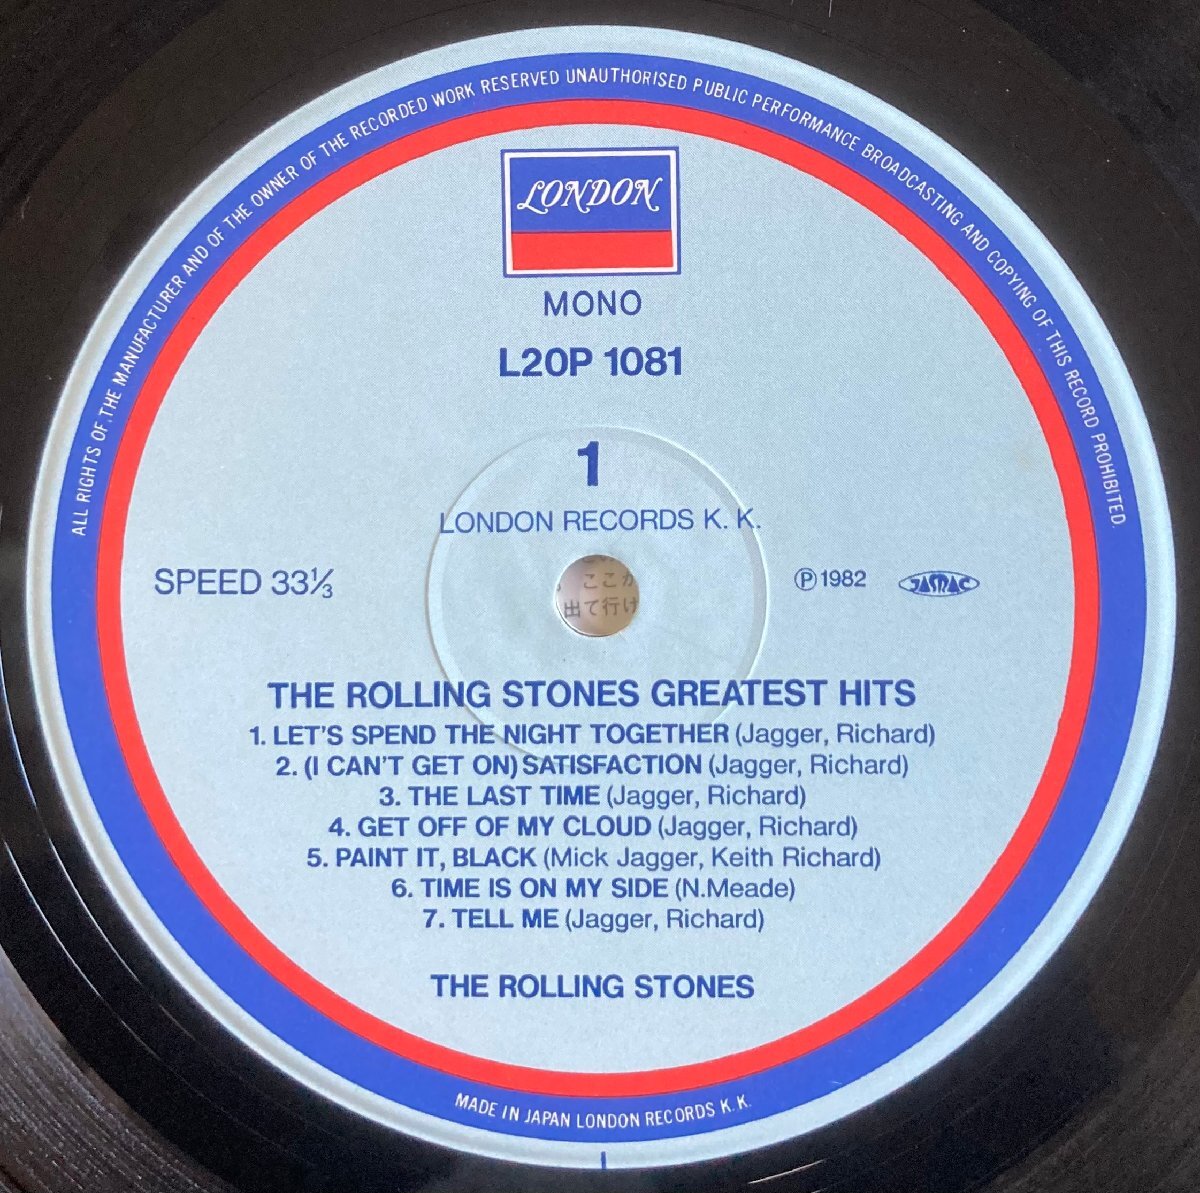 ALL RIGHTS OF THE MANUFACTURER AND OF THE OWNER OF THE RECORDED WORK RESERVED UNAUTHORISED PUBLIC PERFORMANCE BROADCASTING AND COPYING OF THIS RECORD PROHIBITED.
LONDON
MONO
L20P 1081
1
LONDON RECORDS K. K.
SPEED 33⅓
ここか
出て行け
Ⓟ1982
JASRAC
THE ROLLING STONES GREATEST HITS
1. LET'S SPEND THE NIGHT TOGETHER (Jagger, Richard)
2. (I CAN'T GET ON) SATISFACTION (Jagger, Richard)
3. THE LAST TIME (Jagger, Richard)
4. GET OFF OF MY CLOUD (Jagger, Richard)
5. PAINT IT, BLACK (Mick Jagger, Keith Richard)
6. TIME IS ON MY SIDE (N.Meade)
7. TELL ME (Jagger, Richard)
THE ROLLING STONES
MADE IN JAPAN LONDON RECORDS K. K.